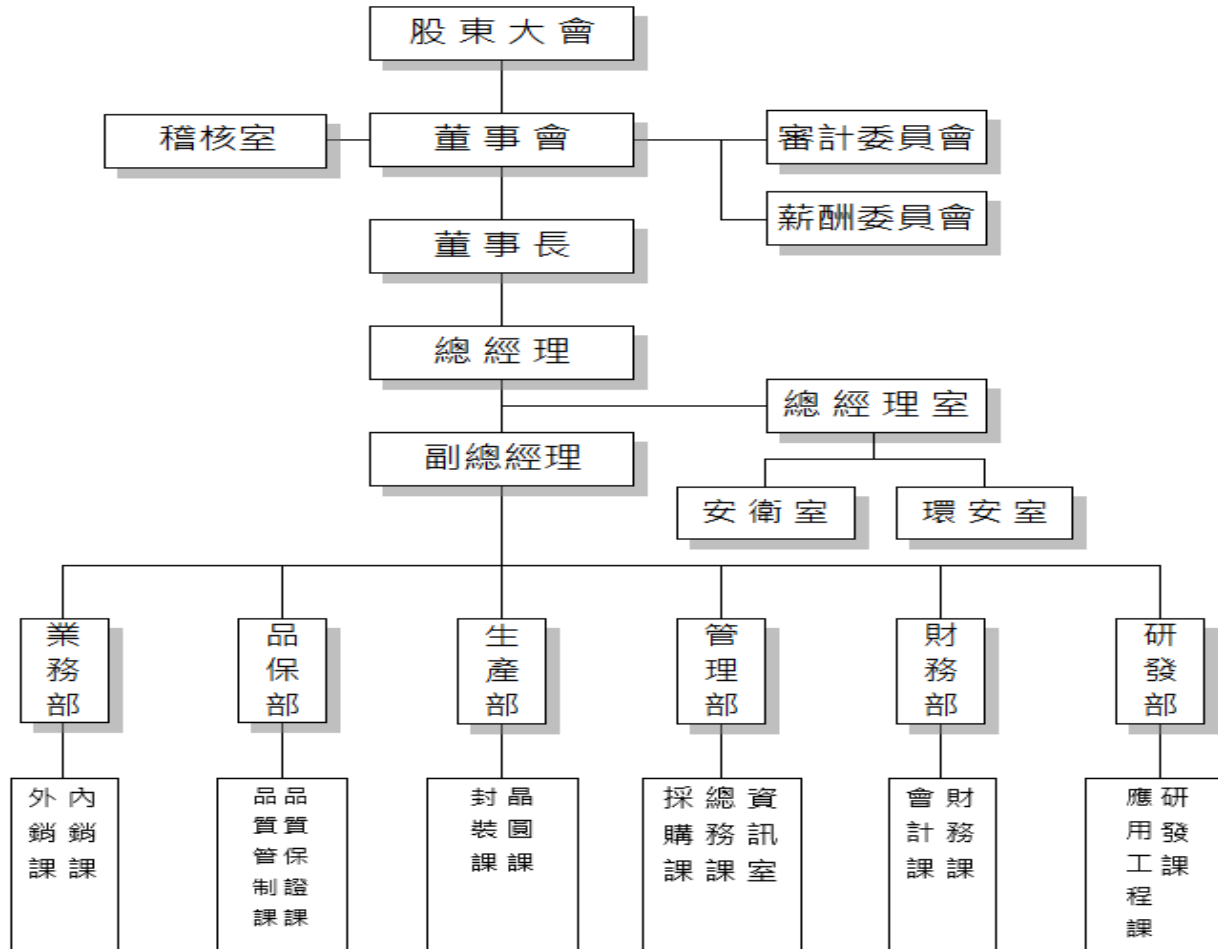 股東大會
稽核室
董事會
審計委員會
薪酬委員會
董事長
總經理
總經理室
副總經理
安衛室
環安室
業務部
品保部
生產部
管理部
財務部
研發部
內銷課
外銷課
品質保證課
品質管制課
晶圓課
封裝課
資訊室
總務課
採購課
財務課
會計課
研發課
應用工程課